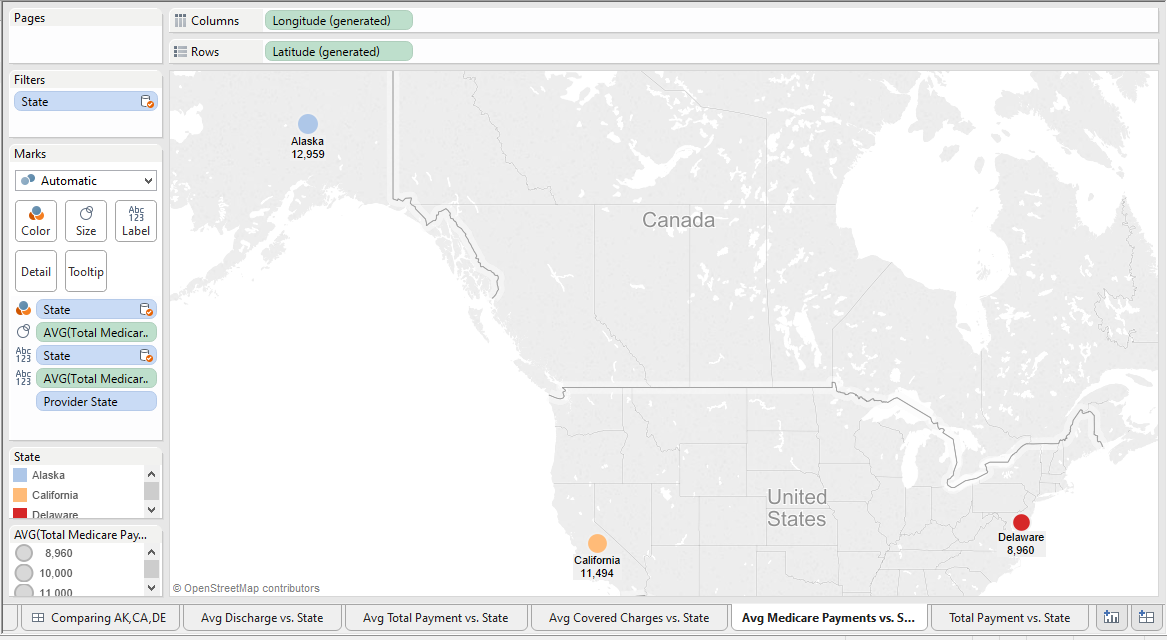 Pages
Columns
Longitude (generated)
Rows
Latitude (generated)
Filters
State
Marks
Automatic
Color
Size
Abc
123
Label
Detail
Tooltip
State
AVG(Total Medicar..
Abc
123
State
Abc
123
AVG(Total Medicar..
Provider State
State
Alaska
California
Delaware
AVG(Total Medicare Pay...
8,960
10,000
11,000
Alaska
12,959
Canada
United
States
California
11,494
Delaware
8,960
© OpenStreetMap contributors
Comparing AK,CA,DE
Avg Discharge vs. State
Avg Total Payment vs. State
Avg Covered Charges vs. State
Avg Medicare Payments vs. S...
Total Payment vs. State